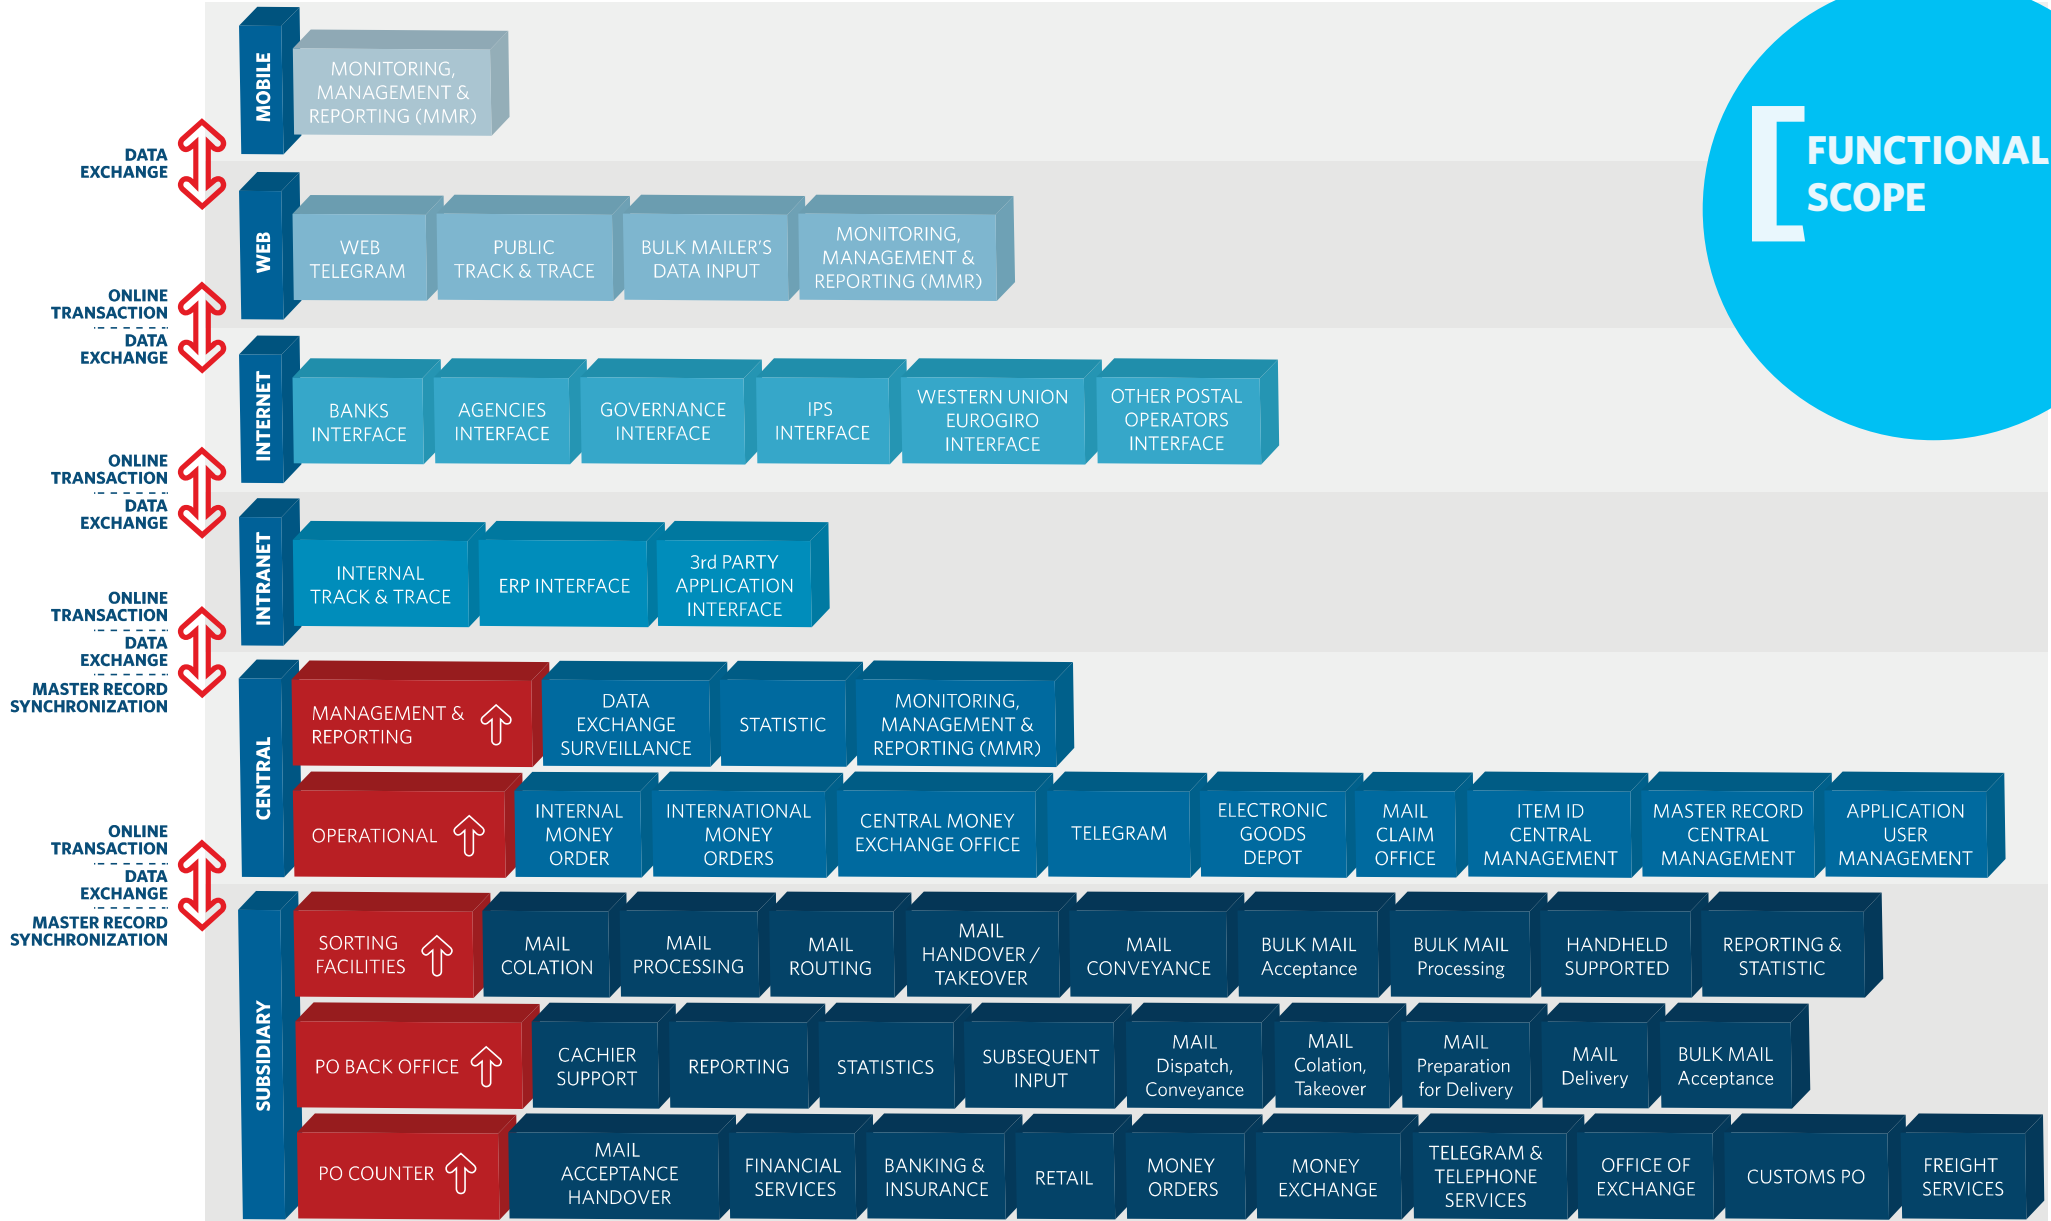 FUNCTIONAL
SCOPE
MOBILE
MONITORING,
MANAGEMENT &
REPORTING (MMR)
DATA
EXCHANGE
WEB
WEB
TELEGRAM
PUBLIC
TRACK & TRACE
BULK MAILER'S
DATA INPUT
MONITORING,
MANAGEMENT &
REPORTING (MMR)
ONLINE
TRANSACTION
DATA
EXCHANGE
INTERNET
BANKS
INTERFACE
AGENCIES
INTERFACE
GOVERNANCE
INTERFACE
IPS
INTERFACE
WESTERN UNION
EUROGIRO
INTERFACE
OTHER POSTAL
OPERATORS
INTERFACE
ONLINE
TRANSACTION
DATA
EXCHANGE
INTRANET
INTERNAL
TRACK & TRACE
ERP INTERFACE
3rd PARTY
APPLICATION
INTERFACE
ONLINE
TRANSACTION
DATA
EXCHANGE
MASTER RECORD
SYNCHRONIZATION
CENTRAL
MANAGEMENT &
REPORTING
DATA
EXCHANGE
SURVEILLANCE
STATISTIC
MONITORING,
MANAGEMENT &
REPORTING (MMR)
OPERATIONAL
INTERNAL
MONEY
ORDER
INTERNATIONAL
MONEY
ORDERS
CENTRAL MONEY
EXCHANGE OFFICE
TELEGRAM
ELECTRONIC
GOODS
DEPOT
MAIL
CLAIM
OFFICE
ITEM ID
CENTRAL
MANAGEMENT
MASTER RECORD
CENTRAL
MANAGEMENT
APPLICATION
USER
MANAGEMENT
ONLINE
TRANSACTION
DATA
EXCHANGE
MASTER RECORD
SYNCHRONIZATION
SUBSIDIARY
SORTING
FACILITIES
MAIL
COLATION
MAIL
PROCESSING
MAIL
ROUTING
MAIL
HANDOVER /
TAKEOVER
MAIL
CONVEYANCE
BULK MAIL
Acceptance
BULK MAIL
Processing
HANDHELD
SUPPORTED
REPORTING &
STATISTIC
PO BACK OFFICE
CACHIER
SUPPORT
REPORTING
STATISTICS
SUBSEQUENT
INPUT
MAIL
Dispatch,
Conveyance
MAIL
Colation,
Takeover
MAIL
Preparation
for Delivery
MAIL
Delivery
BULK MAIL
Acceptance
PO COUNTER
MAIL
ACCEPTANCE
HANDOVER
FINANCIAL
SERVICES
BANKING &
INSURANCE
RETAIL
MONEY
ORDERS
MONEY
EXCHANGE
TELEGRAM &
TELEPHONE
SERVICES
OFFICE OF
EXCHANGE
CUSTOMS PO
FREIGHT
SERVICES